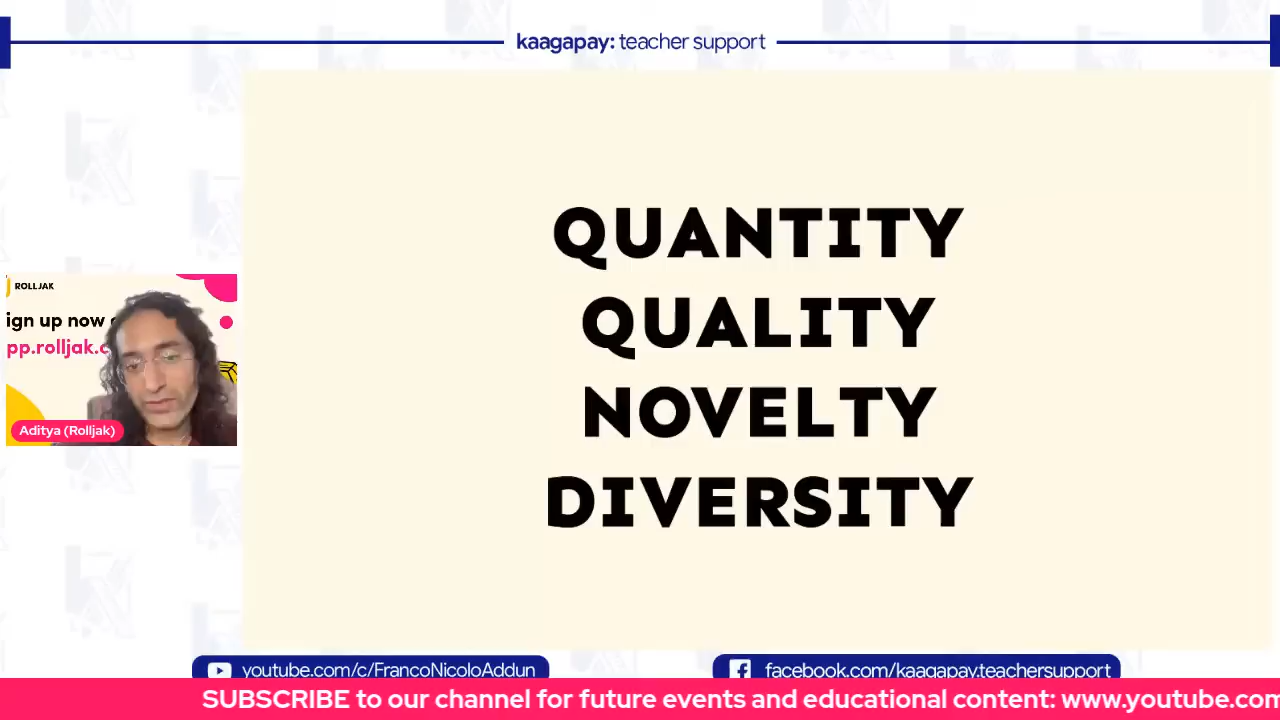 kaagapay: teacher support
QUANTITY
QUALITY
NOVELTY
DIVERSITY
ROLLJAK
ign up now
pp.rolljak.c
Aditya (Rolljak)
youtube.com/c/FrancoNicoloAddun
facebook.com/kaagapay.teachersupport
SUBSCRIBE to our channel for future events and educational content: www.youtube.com